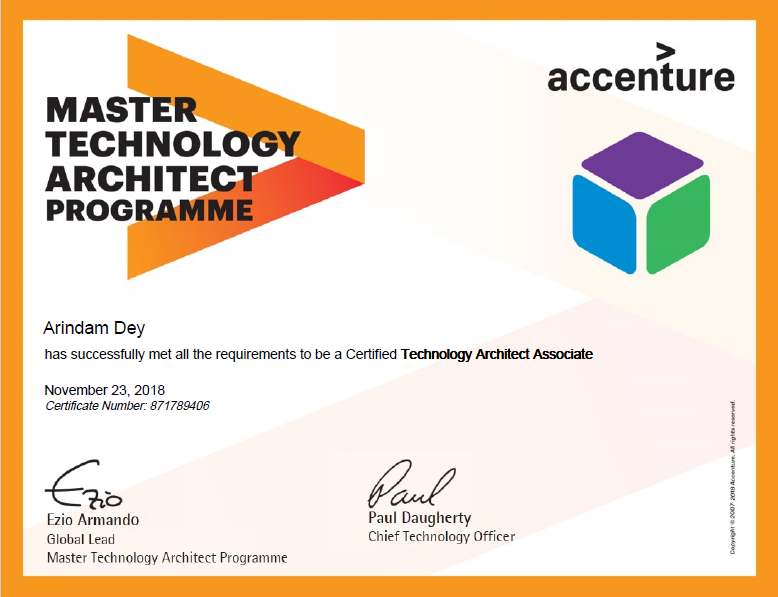 MASTER
TECHNOLOGY
ARCHITECT
PROGRAMME
accenture
Arindam Dey
has successfully met all the requirements to be a Certified Technology Architect Associate
November 23, 2018
Certificate Number: 871789406
Ezio
Paul
Ezio Armando
Global Lead
Master Technology Architect Programme
Paul Daugherty
Chief Technology Officer
Copyright © 2007-2018 Accenture. All rights reserved.